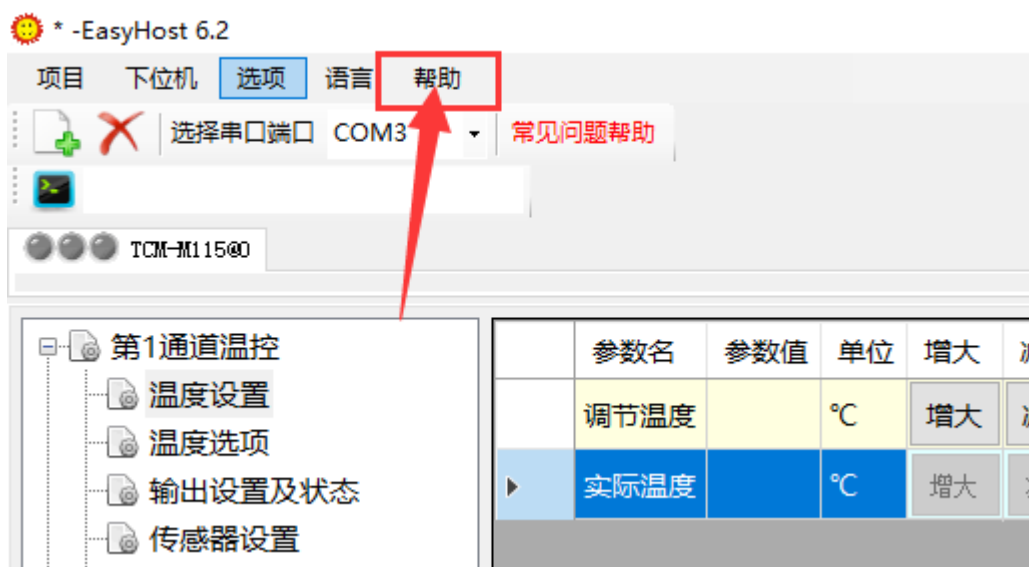 * -EasyHost 6.2
项目 下位机 选项 语言 帮助
选择串口端口 COM3 常见问题帮助
TCM-M115@0
第1通道温控
温度设置
温度选项
输出设置及状态
传感器设置
参数名 参数值 单位 增大
调节温度 ℃ 增大
实际温度 ℃ 增大